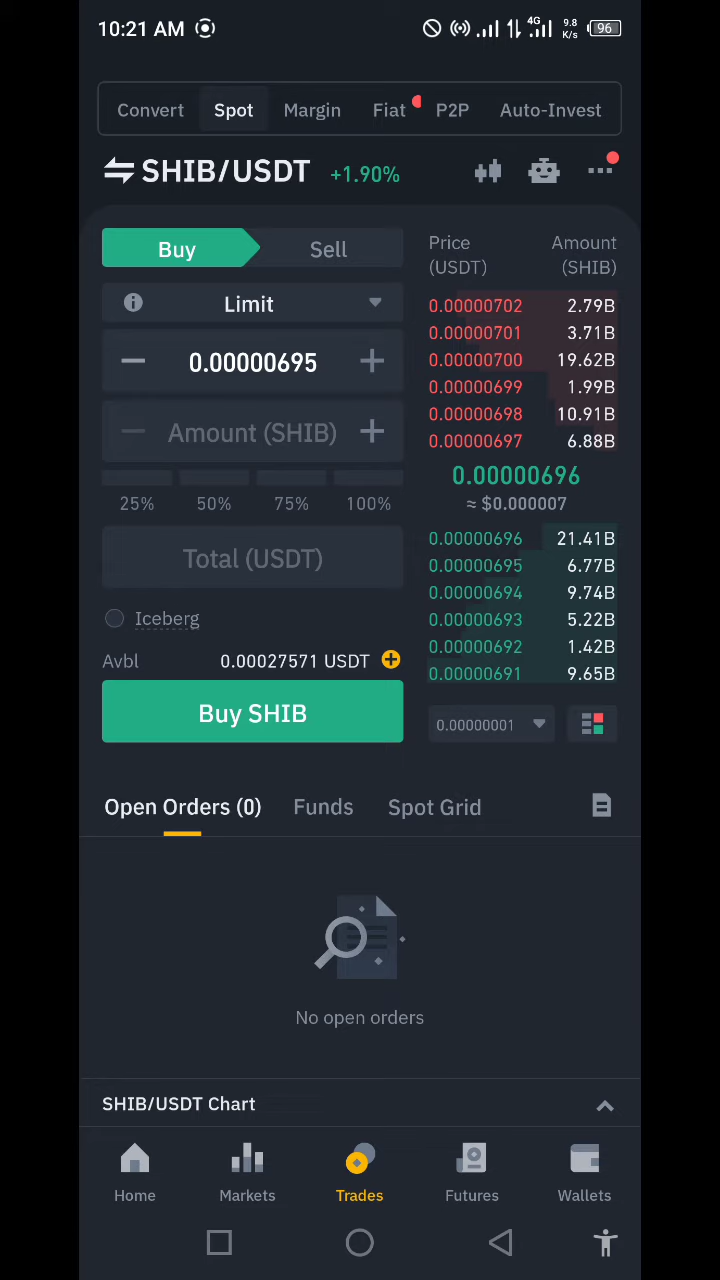 10:21 AM 4G 9.8 K/s 96
Convert Spot Margin Fiat P2P Auto-Invest
SHIB/USDT +1.90%
Buy Sell
Limit
0.00000695
Amount (SHIB)
25% 50% 75% 100%
Total (USDT)
Iceberg
Avbl 0.00027571 USDT
Buy SHIB
Price Amount
(USDT) (SHIB)
0.00000702 2.79B
0.00000701 3.71B
0.00000700 19.62B
0.00000699 1.99B
0.00000698 10.91B
0.00000697 6.88B
0.00000696
≈ $0.000007
0.00000696 21.41B
0.00000695 6.77B
0.00000694 9.74B
0.00000693 5.22B
0.00000692 1.42B
0.00000691 9.65B
0.00000001
Open Orders (0) Funds Spot Grid
No open orders
SHIB/USDT Chart
Home Markets Trades Futures Wallets